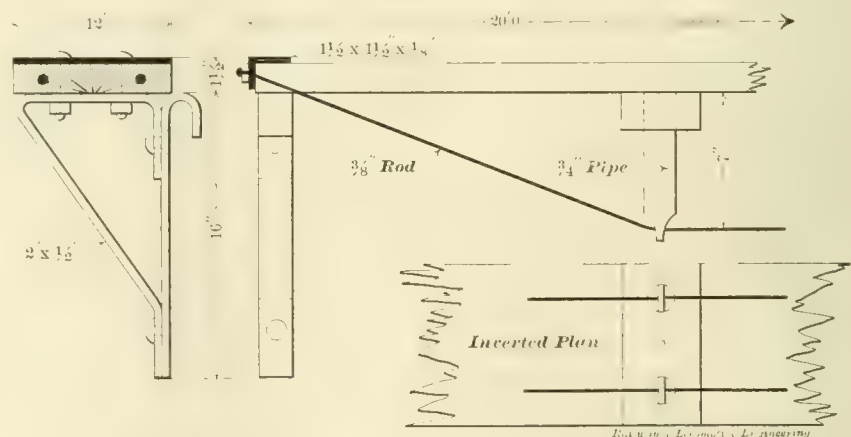 12″
20′0
1½ x 1½″ x ⅛″
1½″
⅜″ Rod
¾″ Pipe
16″
2″x ½″
Inverted Plan